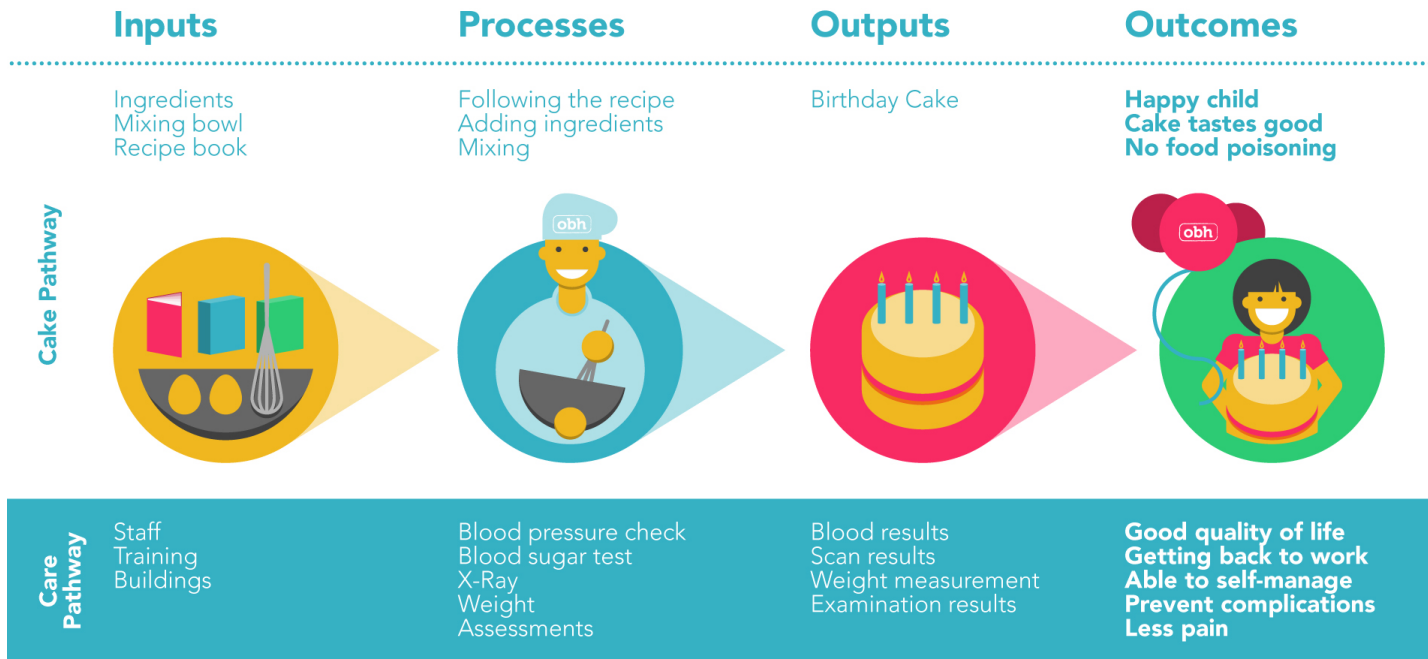 Inputs
Processes
Outputs
Outcomes
Cake Pathway
Ingredients
Mixing bowl
Recipe book
Following the recipe
Adding ingredients
Mixing
Birthday Cake
Happy child
Cake tastes good
No food poisoning
obh
obh
Care
Pathway
Staff
Training
Buildings
Blood pressure check
Blood sugar test
X-Ray
Weight
Assessments
Blood results
Scan results
Weight measurement
Examination results
Good quality of life
Getting back to work
Able to self-manage
Prevent complications
Less pain